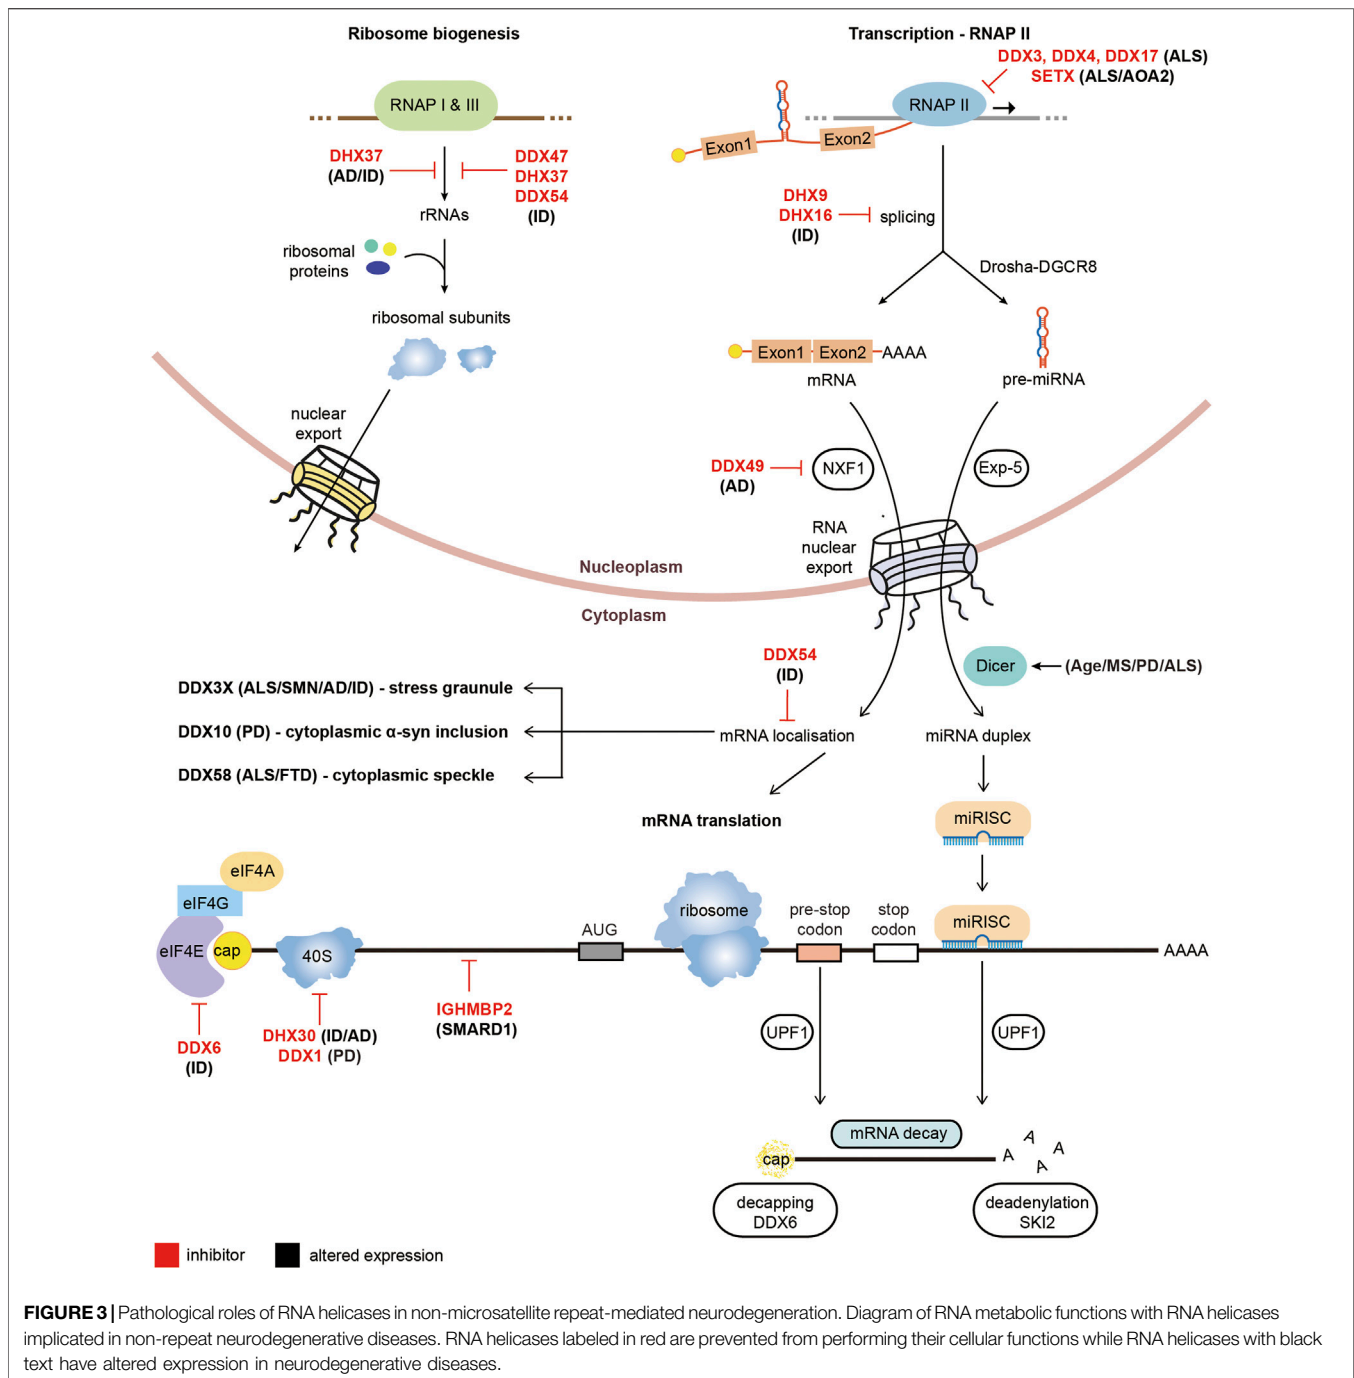 Ribosome biogenesis
RNAP I & III
DHX37
(AD/ID)
DDX47
DHX37
DDX54
(ID)
rRNAs
ribosomal
proteins
ribosomal subunits
nuclear
export
Transcription - RNAP II
DDX3, DDX4, DDX17 (ALS)
SETX (ALS/AOA2)
RNAP II
Exon1
Exon2
DHX9
DHX16
(ID)
splicing
Drosha-DGCR8
Exon1
Exon2
AAAA
mRNA
pre-miRNA
DDX49
(AD)
NXF1
Exp-5
RNA
nuclear
export
Nucleoplasm
Cytoplasm
DDX54
(ID)
Dicer
(Age/MS/PD/ALS)
DDX3X (ALS/SMN/AD/ID) - stress graunule
DDX10 (PD) - cytoplasmic α-syn inclusion
DDX58 (ALS/FTD) - cytoplasmic speckle
mRNA localisation
miRNA duplex
mRNA translation
miRISC
eIF4A
eIF4G
eIF4E
cap
40S
AUG
ribosome
pre-stop
codon
stop
codon
miRISC
AAAA
DDX6
(ID)
DHX30 (ID/AD)
DDX1 (PD)
IGHMBP2
(SMARD1)
UPF1
UPF1
mRNA decay
cap
A
A
A
A
decapping
DDX6
deadenylation
SKI2
inhibitor
altered expression
FIGURE 3 | Pathological roles of RNA helicases in non-microsatellite repeat-mediated neurodegeneration. Diagram of RNA metabolic functions with RNA helicases
implicated in non-repeat neurodegenerative diseases. RNA helicases labeled in red are prevented from performing their cellular functions while RNA helicases with black
text have altered expression in neurodegenerative diseases.